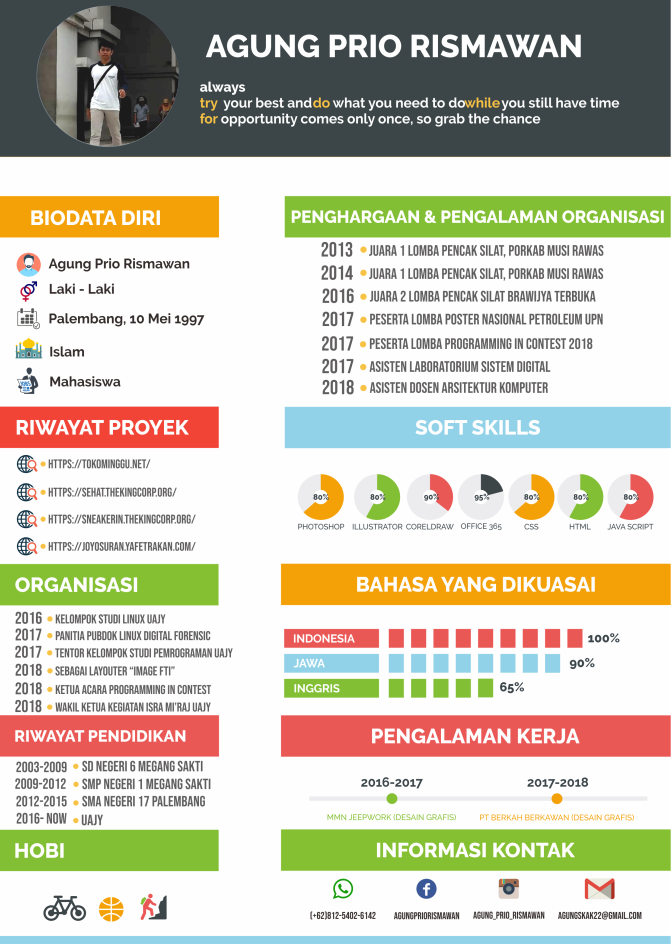 AGUNG PRIO RISMAWAN
always
try your best and do what you need to do while you still have time
for opportunity comes only once, so grab the chance
BIODATA DIRI
Agung Prio Rismawan
Laki - Laki
Palembang, 10 Mei 1997
Islam
Mahasiswa
PENGHARGAAN & PENGALAMAN ORGANISASI
2013 JUARA 1 LOMBA PENCAK SILAT, PORKAB MUSI RAWAS
2014 JUARA 1 LOMBA PENCAK SILAT, PORKAB MUSI RAWAS
2016 JUARA 2 LOMBA PENCAK SILAT BRAWIJYA TERBUKA
2017 PESERTA LOMBA POSTER NASIONAL PETROLEUM UPN
2017 PESERTA LOMBA PROGRAMMING IN CONTEST 2018
2017 ASISTEN LABORATORIUM SISTEM DIGITAL
2018 ASISTEN DOSEN ARSITEKTUR KOMPUTER
RIWAYAT PROYEK
HTTPS://TOKOMINGGU.NET/
HTTPS://SEHAT.THEKINGCORP.ORG/
HTTPS://SNEAKERIN.THEKINGCORP.ORG/
HTTPS://JOYOSURAN.YAFETRAKAN.COM/
SOFT SKILLS
80% 80% 90% 95% 80% 80% 80%
PHOTOSHOP ILLUSTRATOR CORELDRAW OFFICE 365 CSS HTML JAVA SCRIPT
ORGANISASI
2016 KELOMPOK STUDI LINUX UAJY
2017 PANITIA PUBDOK LINUX DIGITAL FORENSIC
2017 TENTOR KELOMPOK STUDI PEMROGRAMAN UAJY
2018 SEBAGAI LAYOUTER “IMAGE FTI”
2018 KETUA ACARA PROGRAMMING IN CONTEST
2018 WAKIL KETUA KEGIATAN ISRA MI'RAJ UAJY
BAHASA YANG DIKUASAI
INDONESIA 100%
JAWA 90%
INGGRIS 65%
RIWAYAT PENDIDIKAN
2003-2009 SD NEGERI 6 MEGANG SAKTI
2009-2012 SMP NEGERI 1 MEGANG SAKTI
2012-2015 SMA NEGERI 17 PALEMBANG
2016- NOW UAJY
PENGALAMAN KERJA
2016-2017 2017-2018
MMN JEEPWORK (DESAIN GRAFIS) PT BERKAH BERKAWAN (DESAIN GRAFIS)
HOBI
INFORMASI KONTAK
(+62)812-5402-6142 AGUNGPRIORISMAWAN AGUNG_PRIO_RISMAWAN AGUNGSKAK22@GMAIL.COM